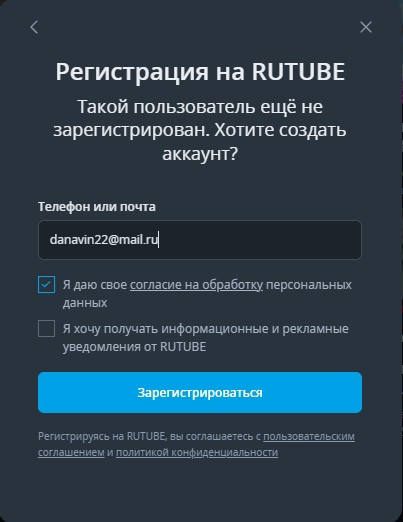 Регистрация на RUTUBE
Такой пользователь ещё не
зарегистрирован. Хотите создать
аккаунт?
Телефон или почта
danavin22@mail.ru
Я даю свое согласие на обработку персональных
данных
Я хочу получать информационные и рекламные
уведомления от RUTUBE
Зарегистрироваться
Регистрируясь на RUTUBE, вы соглашаетесь с пользовательским
соглашением и политикой конфиденциальности